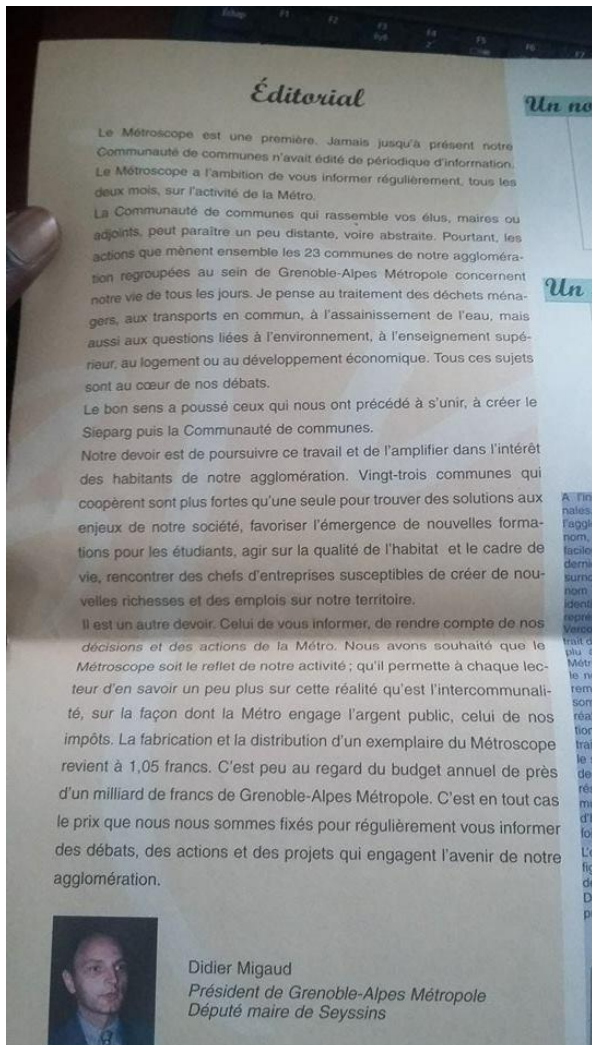 Échap F1 F2 F3 F4 F5 F6 F7
Éditorial
Un no
Le Métroscope est une première. Jamais jusqu'à présent notre
Communauté de communes n'avait édité de périodique d'information.
Le Métroscope a l'ambition de vous informer régulièrement, tous les
deux mois, sur l'activité de la Métro.
La Communauté de communes qui rassemble vos élus, maires ou
adjoints, peut paraître un peu distante, voire abstraite. Pourtant, les
actions que mènent ensemble les 23 communes de notre aggloméra-
tion regroupées au sein de Grenoble-Alpes Métropole concernent
notre vie de tous les jours. Je pense au traitement des déchets ména-
gers, aux transports en commun, à l'assainissement de l'eau, mais
aussi aux questions liées à l'environnement, à l'enseignement supé-
rieur, au logement ou au développement économique. Tous ces sujets
sont au cœur de nos débats.
Le bon sens a poussé ceux qui nous ont précédé à s'unir, à créer le
Sieparg puis la Communauté de communes.
Notre devoir est de poursuivre ce travail et de l'amplifier dans l'intérêt
des habitants de notre agglomération. Vingt-trois communes qui
coopèrent sont plus fortes qu'une seule pour trouver des solutions aux
enjeux de notre société, favoriser l'émergence de nouvelles forma-
tions pour les étudiants, agir sur la qualité de l'habitat et le cadre de
vie, rencontrer des chefs d'entreprises susceptibles de créer de nou-
velles richesses et des emplois sur notre territoire.
Il est un autre devoir. Celui de vous informer, de rendre compte de nos
décisions et des actions de la Métro. Nous avons souhaité que le
Métroscope soit le reflet de notre activité ; qu'il permette à chaque lec-
teur d'en savoir un peu plus sur cette réalité qu'est l'intercommunali-
té, sur la façon dont la Métro engage l'argent public, celui de nos
impôts. La fabrication et la distribution d'un exemplaire du Métroscope
revient à 1,05 francs. C'est peu au regard du budget annuel de près
d'un milliard de francs de Grenoble-Alpes Métropole. C'est en tout cas
le prix que nous nous sommes fixés pour régulièrement vous informer
des débats, des actions et des projets qui engagent l'avenir de notre
agglomération.
Didier Migaud
Président de Grenoble-Alpes Métropole
Député maire de Seyssins
Un
A l'in
nales
l'aggl
nom,
facile
derni
surno
nom
identi
repré